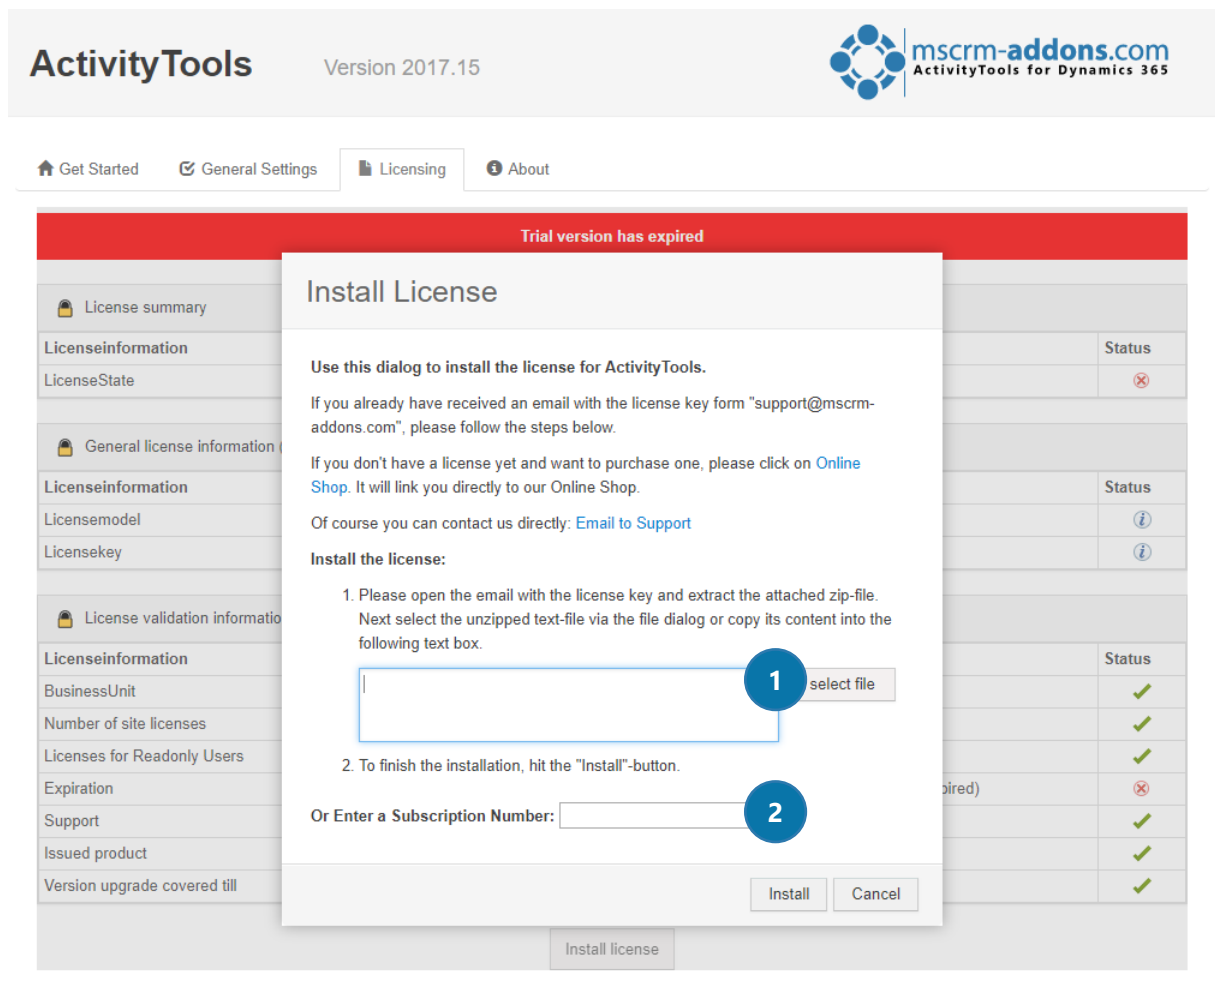 ActivityTools Version 2017.15
mscrm-addons.com
ActivityTools for Dynamics 365
Get Started General Settings Licensing About
Trial version has expired
Install License
License summary
Licenseinformation Status
LicenseState
General license information (
Licenseinformation Status
Licensemodel
Licensekey
License validation informatio
Licenseinformation Status
BusinessUnit
Number of site licenses
Licenses for Readonly Users
Expiration pired)
Support
Issued product
Version upgrade covered till
Use this dialog to install the license for ActivityTools.
If you already have received an email with the license key form "support@mscrm-
addons.com", please follow the steps below.
If you don't have a license yet and want to purchase one, please click on Online
Shop. It will link you directly to our Online Shop.
Of course you can contact us directly: Email to Support
Install the license:
1. Please open the email with the license key and extract the attached zip-file.
Next select the unzipped text-file via the file dialog or copy its content into the
following text box.
1 select file
2. To finish the installation, hit the "Install"-button.
Or Enter a Subscription Number: 2
Install Cancel
Install license